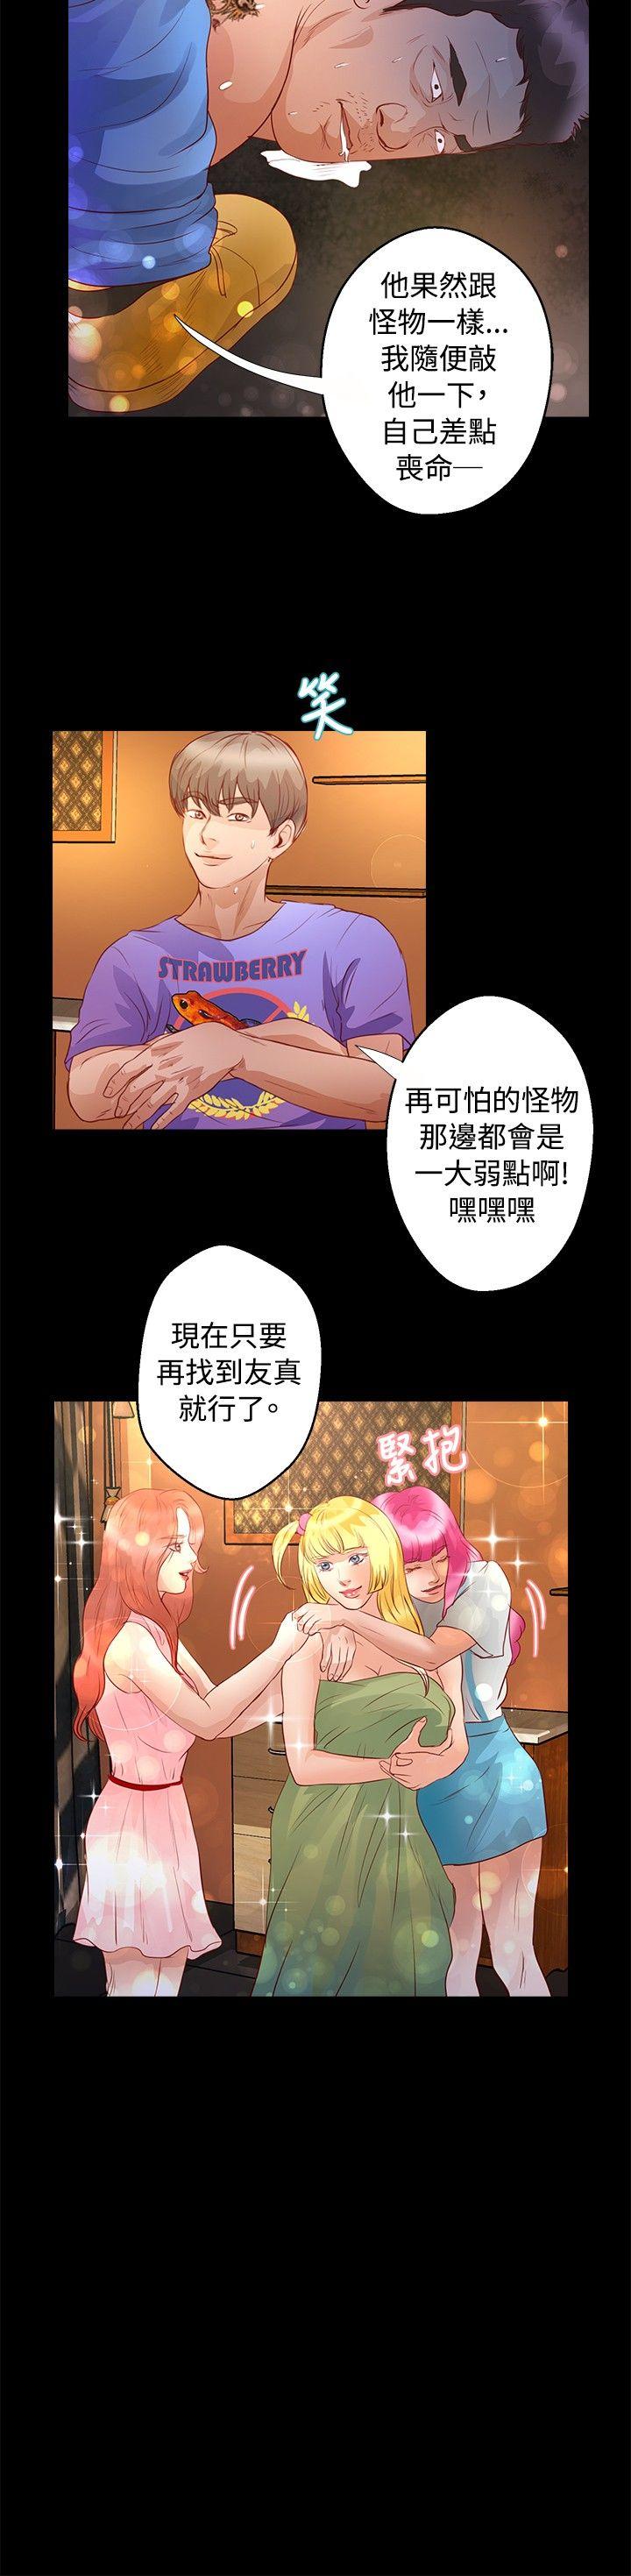 他果然跟
怪物一樣...
我隨便敲
他一下,
自己差點
喪命—
笑
STRAWBERRY
再可怕的怪物
那邊都會是
一大弱點啊!
嘿嘿嘿
現在只要
再找到友真
就行了。
緊抱